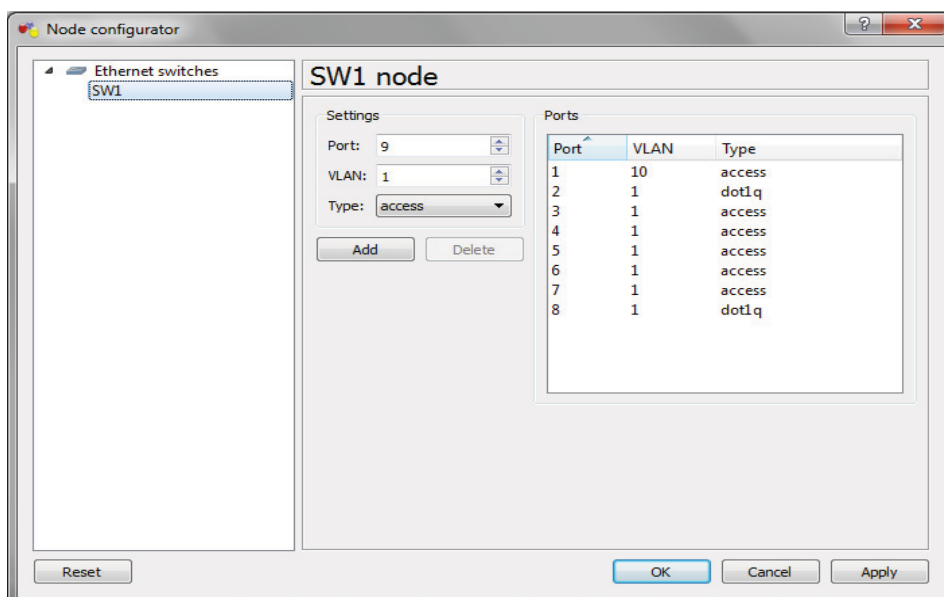 Node configurator
Ethernet switches
SW1
SW1 node
Settings
Port: 9
VLAN: 1
Type: access
Add Delete
Ports
Port VLAN Type
1 10 access
2 1 dot1q
3 1 access
4 1 access
5 1 access
6 1 access
7 1 access
8 1 dot1q
Reset OK Cancel Apply